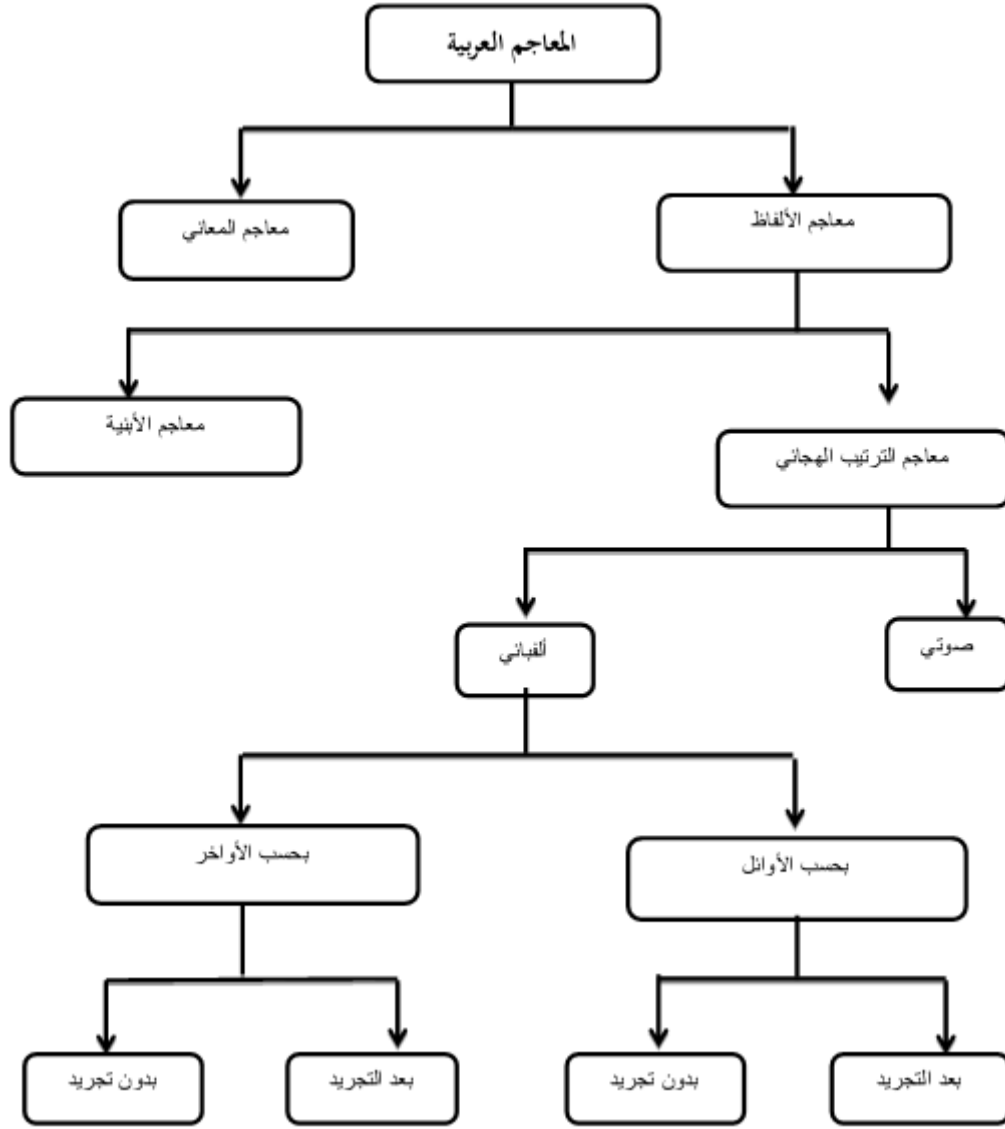 المعاجم العربية
معاجم الألفاظ
معاجم المعاني
معاجم الأبنية
معاجم الترتيب الهجائي
صوتي
ألفبائي
بحسب الأوائل
بحسب الأواخر
بعد التجريد
بدون تجريد
بعد التجريد
بدون تجريد